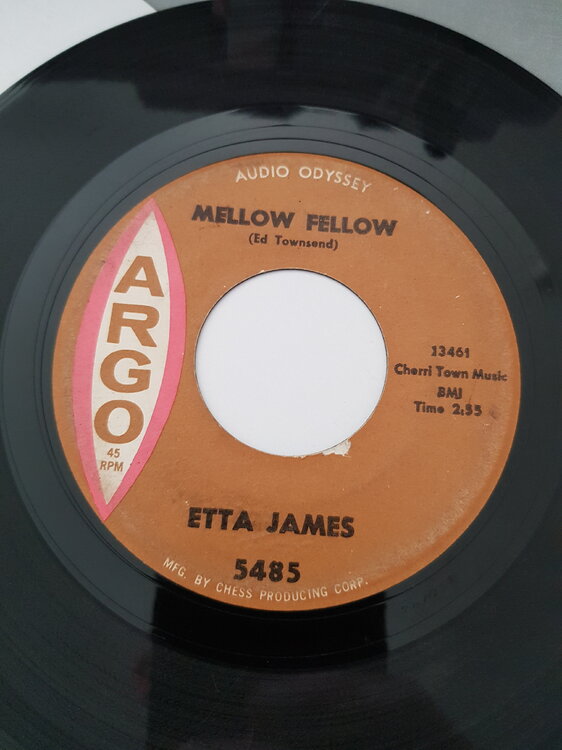 AUDIO ODYSSEY
MELLOW FELLOW
(Ed Townsend)
ARGO
45
RPM
13461
Cherri Town Music
BMI
Time 2:55
ETTA JAMES
5485
MFG. BY CHESS PRODUCING CORP.